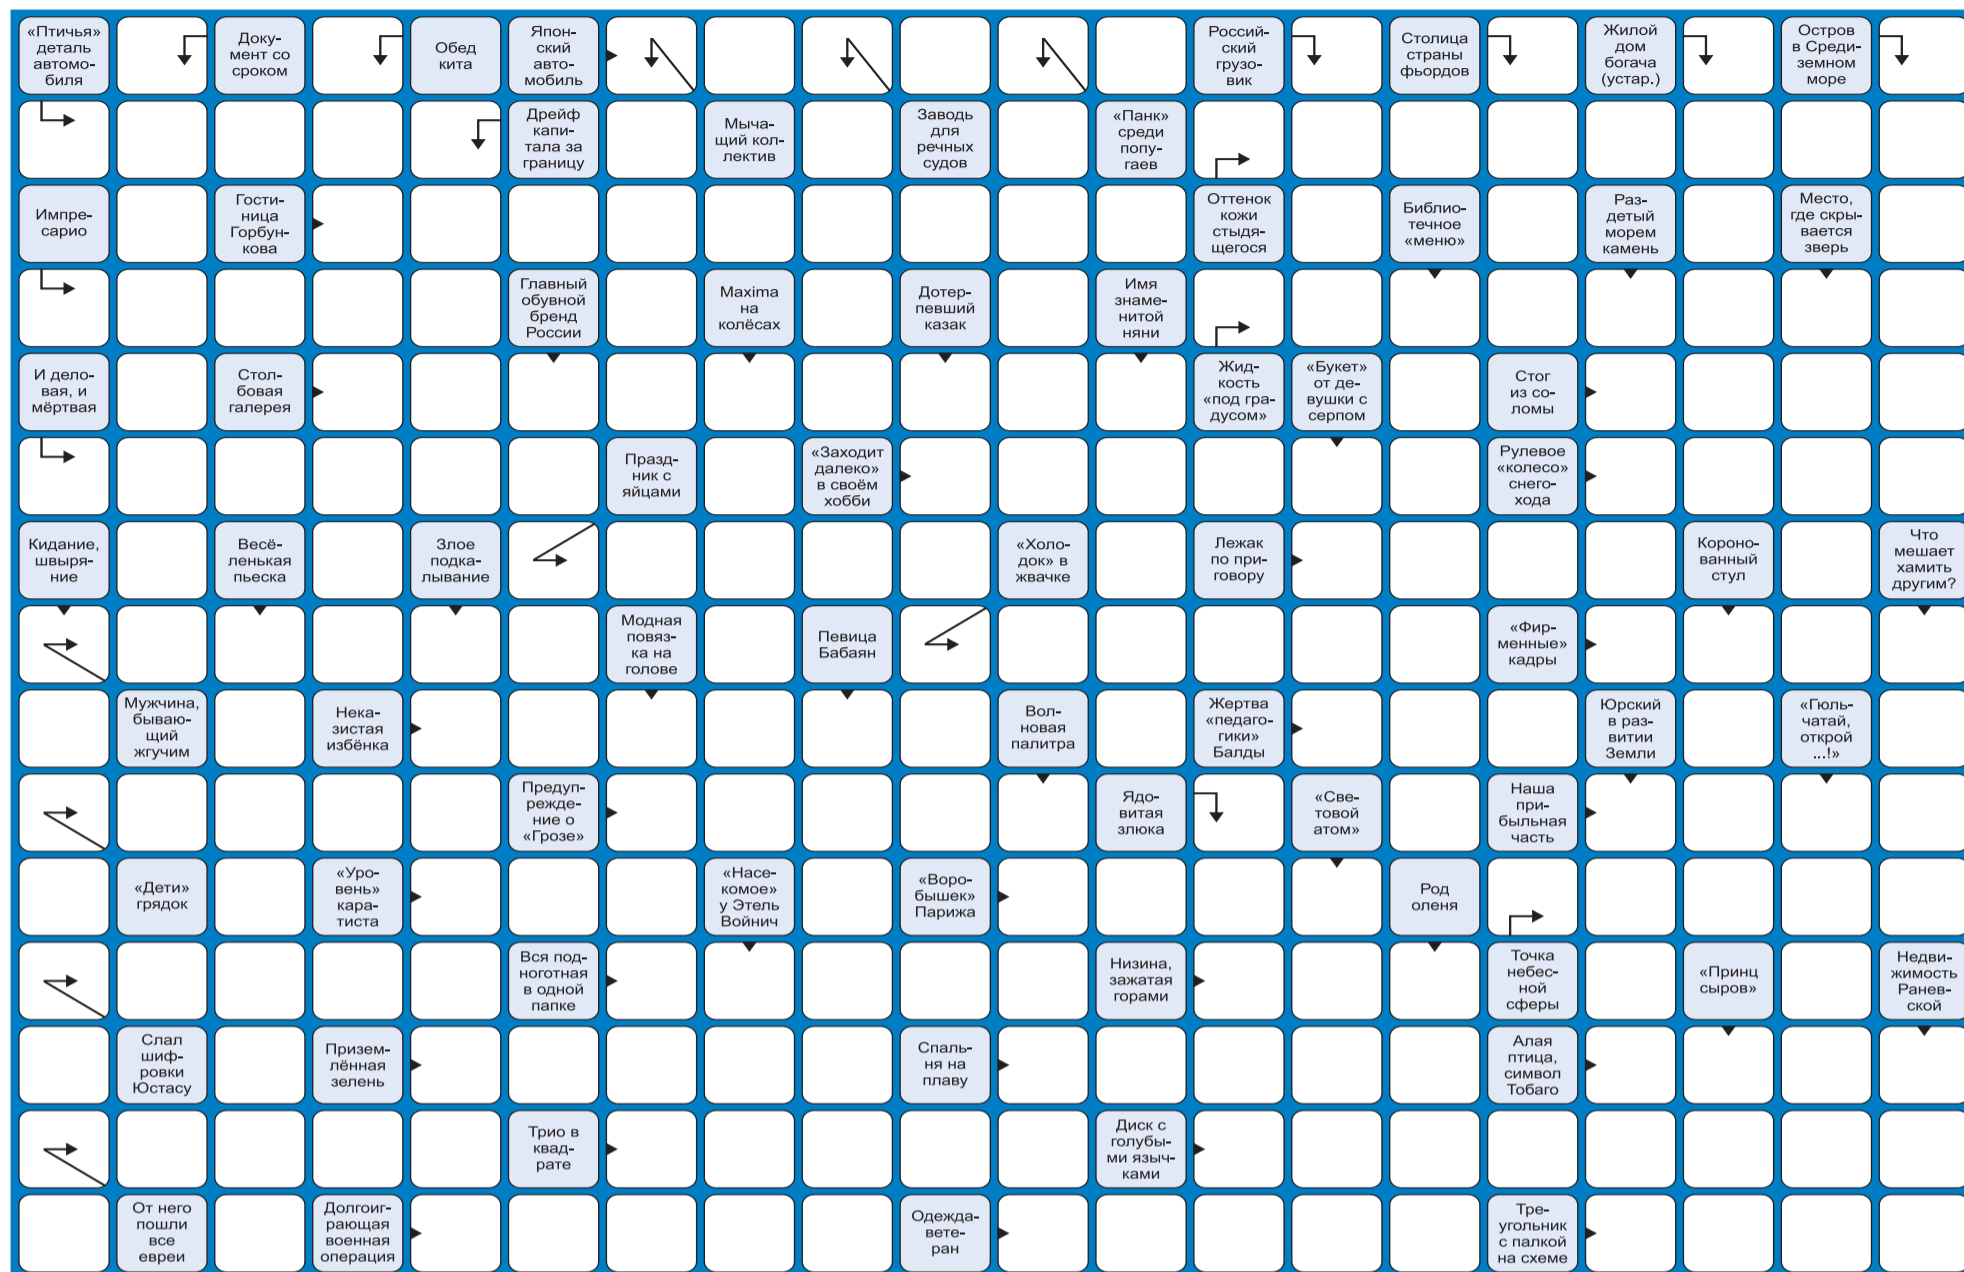 «Птичья»
деталь
автомо-
биля
Доку-
мент со
сроком
Обед
кита
Япон-
ский
авто-
мобиль
Россий-
ский
грузо-
вик
Столица
страны
фьордов
Жилой
дом
богача
(устар.)
Остров
в Среди-
земном
море
Дрейф
капи-
тала за
границу
Мыча-
щий кол-
лектив
Заводь
для
речных
судов
«Панк»
среди
попу-
гаев
Импре-
сарио
Гости-
ница
Горбун-
кова
Оттенок
кожи
стыдя-
щегося
Библио-
течное
«меню»
Раз-
детый
морем
камень
Место,
где скры-
вается
зверь
Главный
обувной
бренд
России
Maxima
на
колёсах
Дотер-
певший
казак
Имя
знаме-
нитой
няни
И дело-
вая, и
мёртвая
Стол-
бовая
галерея
Жид-
кость
«под гра-
дусом»
«Букет»
от де-
вушки с
серпом
Стог
из со-
ломы
Празд-
ник с
яйцами
«Заходит
далеко»
в своём
хобби
Рулевое
«колесо»
снего-
хода
Кидание,
швыря-
ние
Весё-
ленькая
пьеска
Злое
подка-
лывание
«Холо-
док» в
жвачке
Лежак
по при-
говору
Короно-
ванный
стул
Что
мешает
хамить
другим?
Модная
повяз-
ка на
голове
Певица
Бабаян
«Фир-
менные»
кадры
Мужчина,
бываю-
щий
жгучим
Нека-
зистая
избёнка
Вол-
новая
палитра
Жертва
«педаго-
гики»
Балды
Юрский
в раз-
витии
Земли
«Гюль-
чатай,
открой
...!»
Предуп-
режде-
ние о
«Грозе»
Ядо-
витая
злюка
«Све-
товой
атом»
Наша
при-
быльная
часть
«Дети»
грядок
«Уро-
вень»
кара-
тиста
«Насе-
комое»
у Этель
Войнич
«Воро-
бышек»
Парижа
Род
оленя
Вся под-
ноготная
в одной
папке
Низина,
зажатая
горами
Точка
небес-
ной
сферы
«Принц
сыров»
Недви-
жимость
Ранев-
ской
Слал
шиф-
ровки
Юстасу
Призем-
лённая
зелень
Спаль-
ня на
плаву
Алая
птица,
символ
Тобаго
Трио в
квад-
рате
Диск с
голубы-
ми языч-
ками
От него
пошли
все
евреи
Долгоиг-
рающая
военная
операция
Одежда-
вете-
ран
Тре-
угольник
с палкой
на схеме